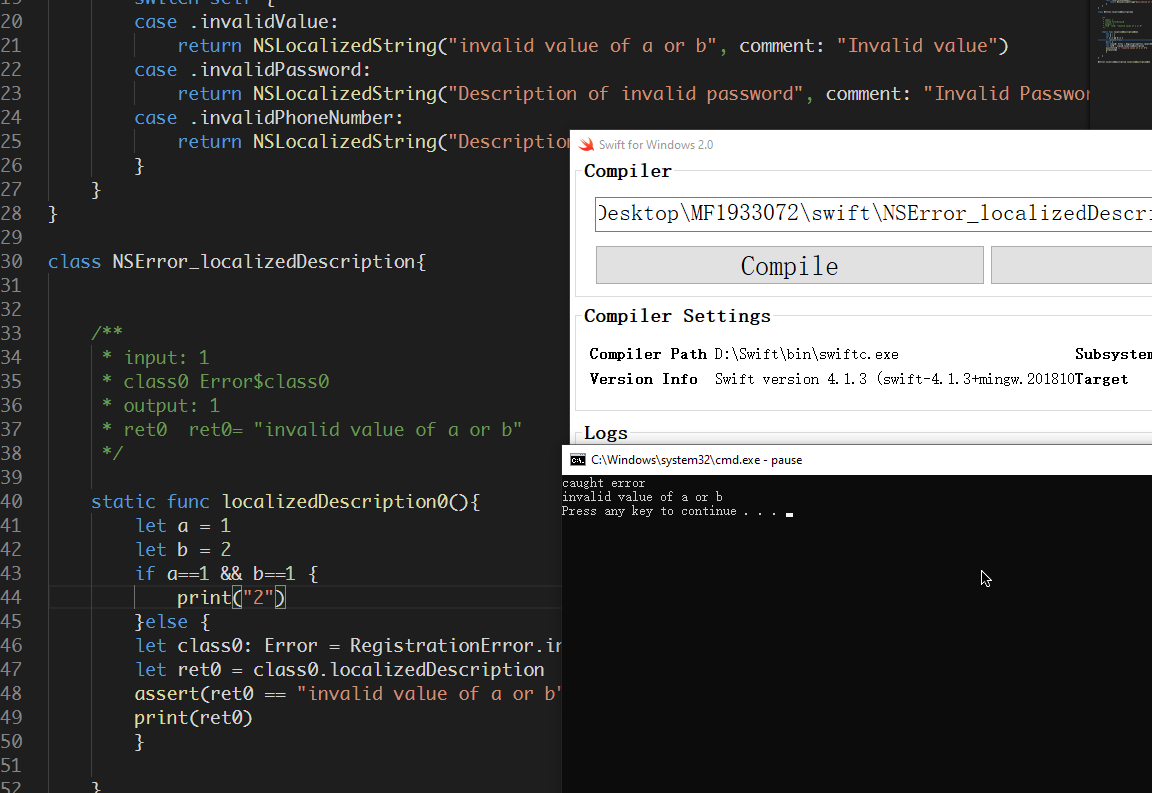 20 case .invalidValue:
21 return NSLocalizedString("invalid value of a or b", comment: "Invalid value")
22 case .invalidPassword:
23 return NSLocalizedString("Description of invalid password", comment: "Invalid Passwor
24 case .invalidPhoneNumber:
25 return NSLocalizedString("Description
26 }
27 }
28 }
29
30 class NSError_localizedDescription{
31
32
33 /**
34 * input: 1
35 * class0 Error$class0
36 * output: 1
37 * ret0 ret0= "invalid value of a or b"
38 */
39
40 static func localizedDescription0(){
41 let a = 1
42 let b = 2
43 if a==1 && b==1 {
44 print("2")
45 }else {
46 let class0: Error = RegistrationError.in
47 let ret0 = class0.localizedDescription
48 assert(ret0 == "invalid value of a or b"
49 print(ret0)
50 }
51
52 }
Swift for Windows 2.0
Compiler
Desktop\MF1933072\swift\NSError_localizedDescri
Compile
Compiler Settings
Compiler Path D:\Swift\bin\swiftc.exe Subsystem
Version Info Swift version 4.1.3 (swift-4.1.3+mingw.201810 Target
Logs
C:\Windows\system32\cmd.exe - pause
caught error
invalid value of a or b
Press any key to continue . . .